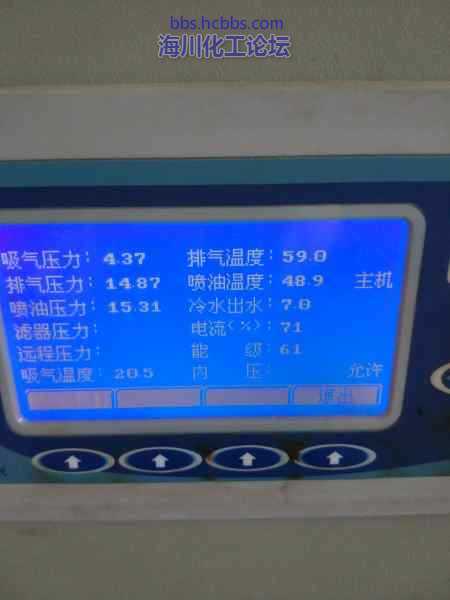 bbs.hcbbs.com
海川化工论坛
吸气压力: 4.37 排气温度: 59.0
排气压力: 14.87 喷油温度: 48.9 主机
喷油压力: 15.31 冷水出水: 7.0
滤器压力: 电流(%): 71
远程压力: 能 级: 61
吸气温度: 20.5 内 压: 允许
退出